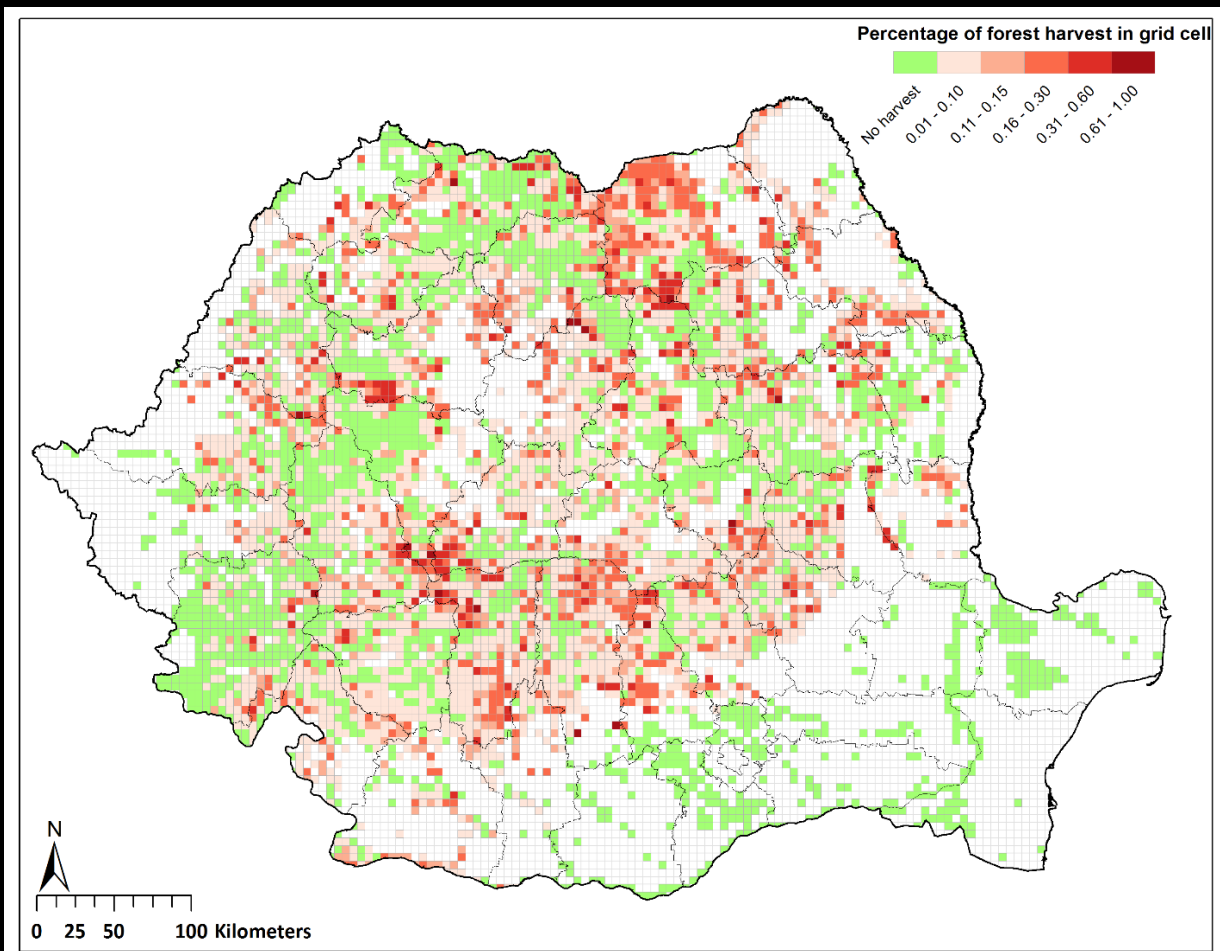 Percentage of forest harvest in grid cell
No harvest
0.01 - 0.10
0.11 - 0.15
0.16 - 0.30
0.31 - 0.60
0.61 - 1.00
N
0 25 50 100 Kilometers